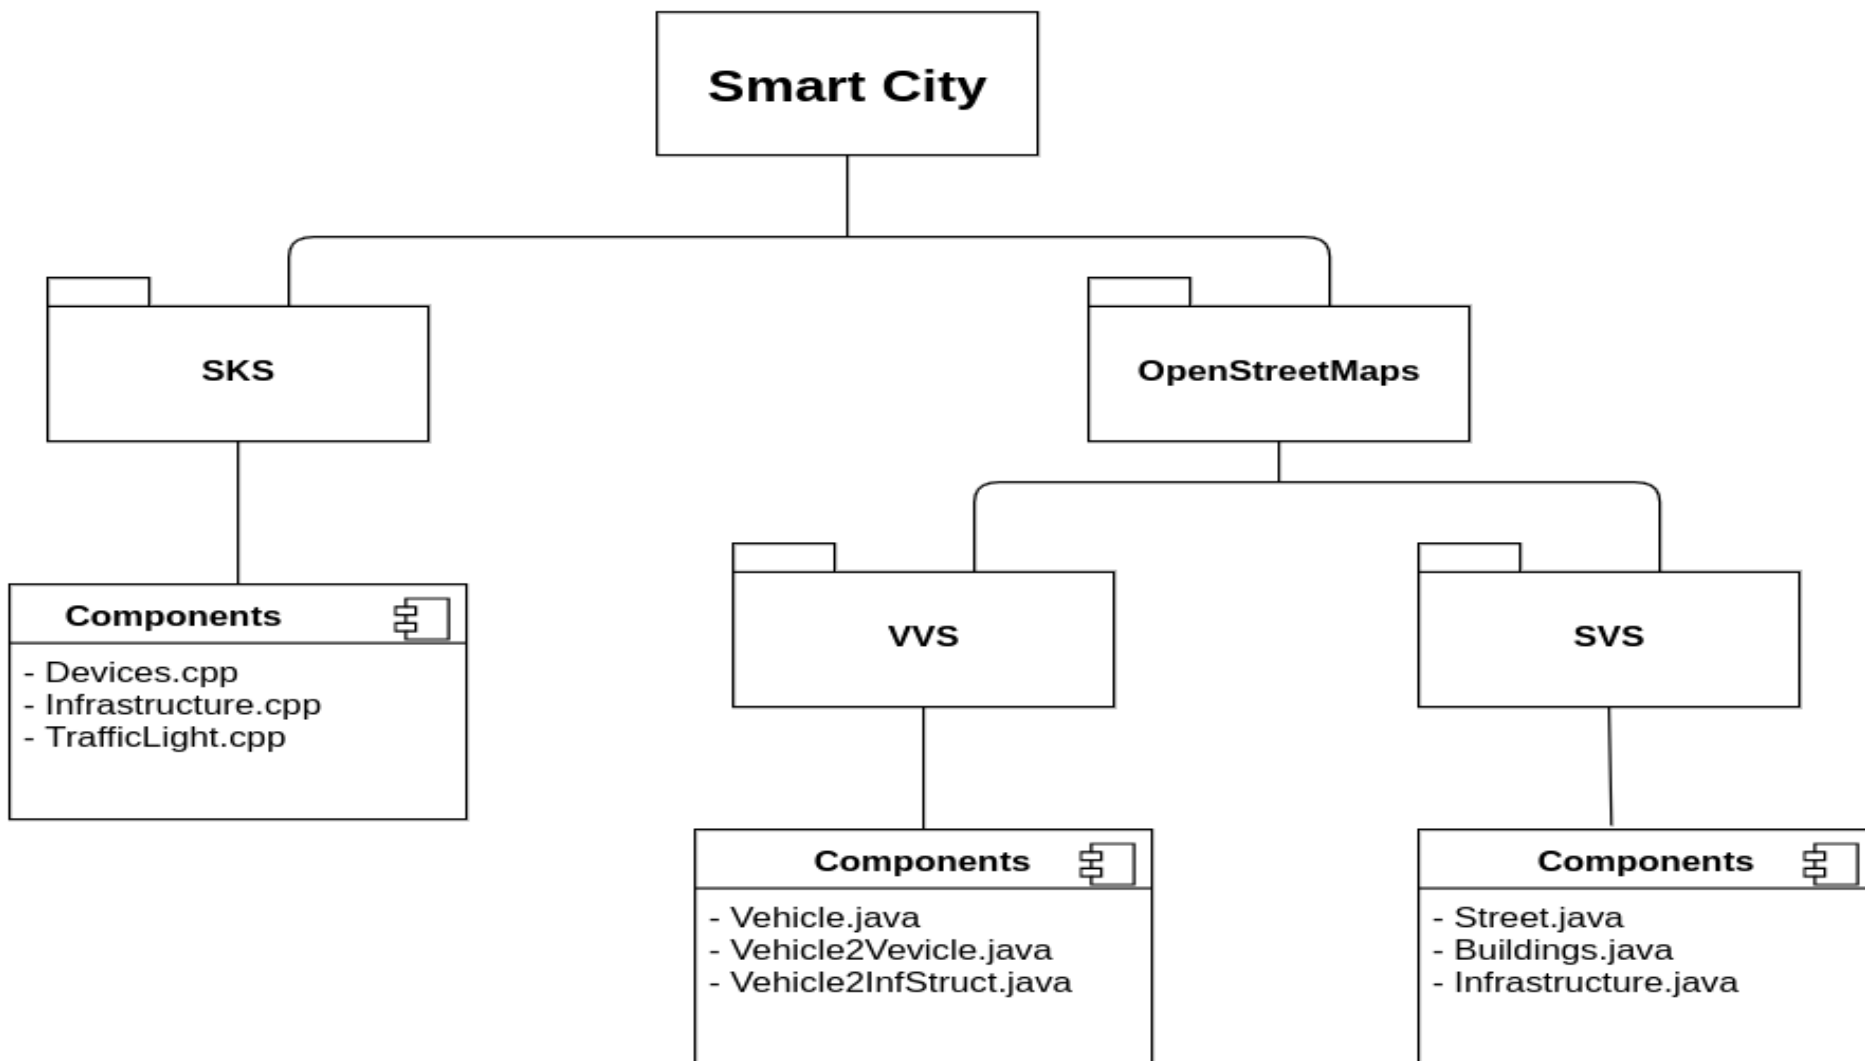 Smart City
SKS
OpenStreetMaps
VVS
SVS
Components
- Devices.cpp
- Infrastructure.cpp
- TrafficLight.cpp
Components
- Vehicle.java
- Vehicle2Vevicle.java
- Vehicle2InfStruct.java
Components
- Street.java
- Buildings.java
- Infrastructure.java